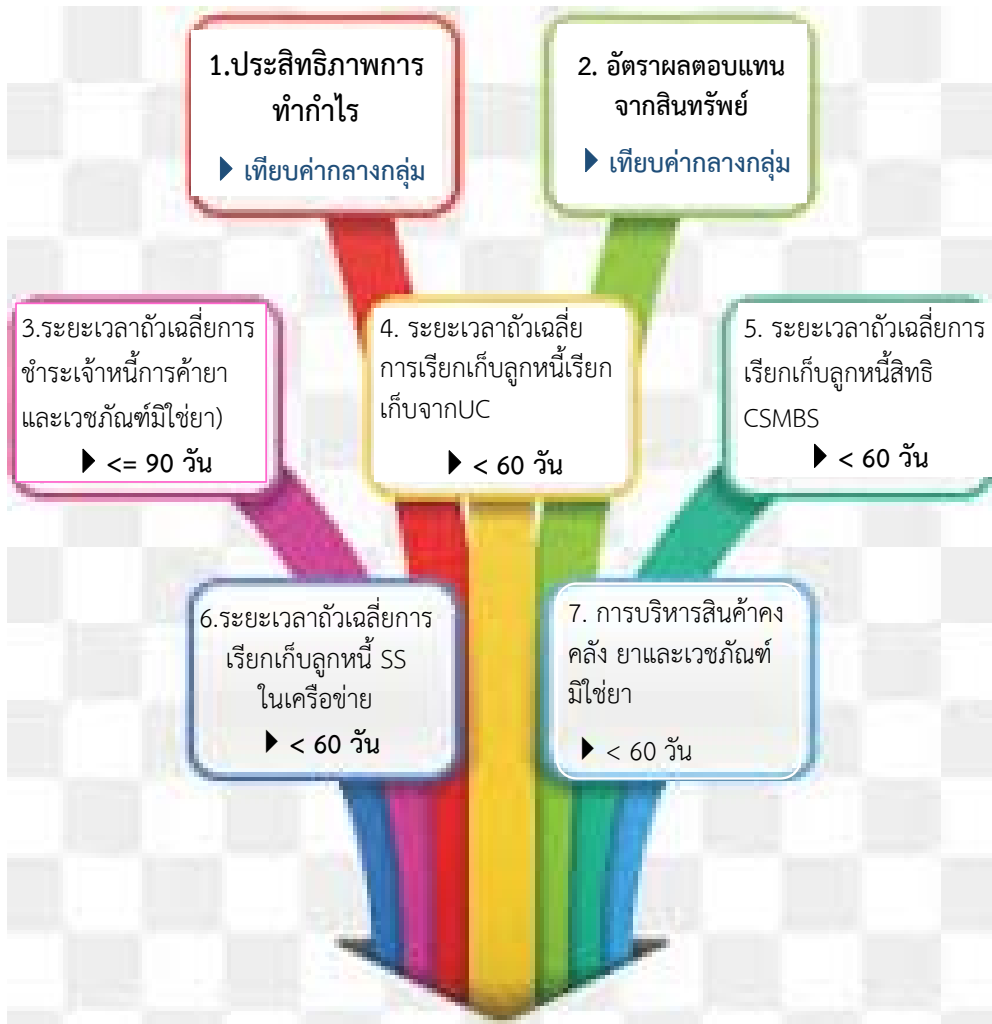 1.ประสิทธิภาพการ
ทำกำไร
เทียบค่ากลางกลุ่ม
2. อัตราผลตอบแทน
จากสินทรัพย์
เทียบค่ากลางกลุ่ม
3.ระยะเวลาถัวเฉลี่ยการ
ชำระเจ้าหนี้การค้ายา
และเวชภัณฑ์มิใช่ยา)
<= 90 วัน
4. ระยะเวลาถัวเฉลี่ย
การเรียกเก็บลูกหนี้เรียก
เก็บจากUC
< 60 วัน
5. ระยะเวลาถัวเฉลี่ยการ
เรียกเก็บลูกหนี้สิทธิ
CSMBS
< 60 วัน
6.ระยะเวลาถัวเฉลี่ยการ
เรียกเก็บลูกหนี้ SS
ในเครือข่าย
< 60 วัน
7. การบริหารสินค้าคง
คลัง ยาและเวชภัณฑ์
มิใช่ยา
< 60 วัน